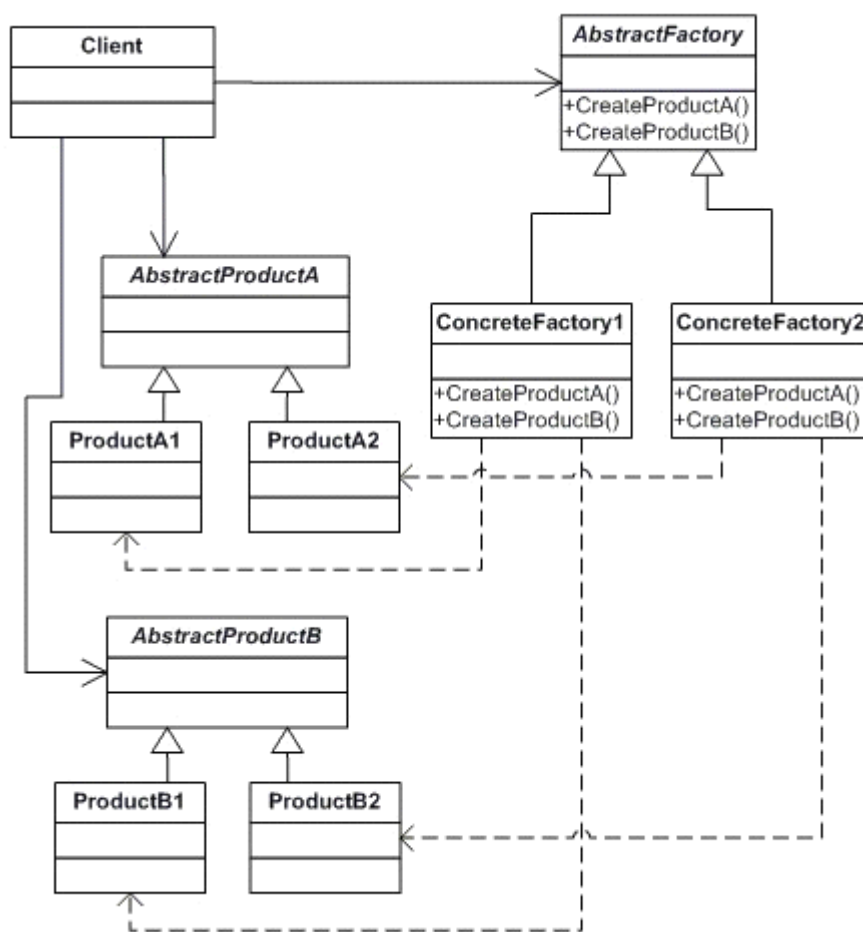 Client
AbstractFactory
+CreateProductA()
+CreateProductB()
AbstractProductA
ConcreteFactory1
+CreateProductA()
+CreateProductB()
ConcreteFactory2
+CreateProductA()
+CreateProductB()
ProductA1
ProductA2
AbstractProductB
ProductB1
ProductB2